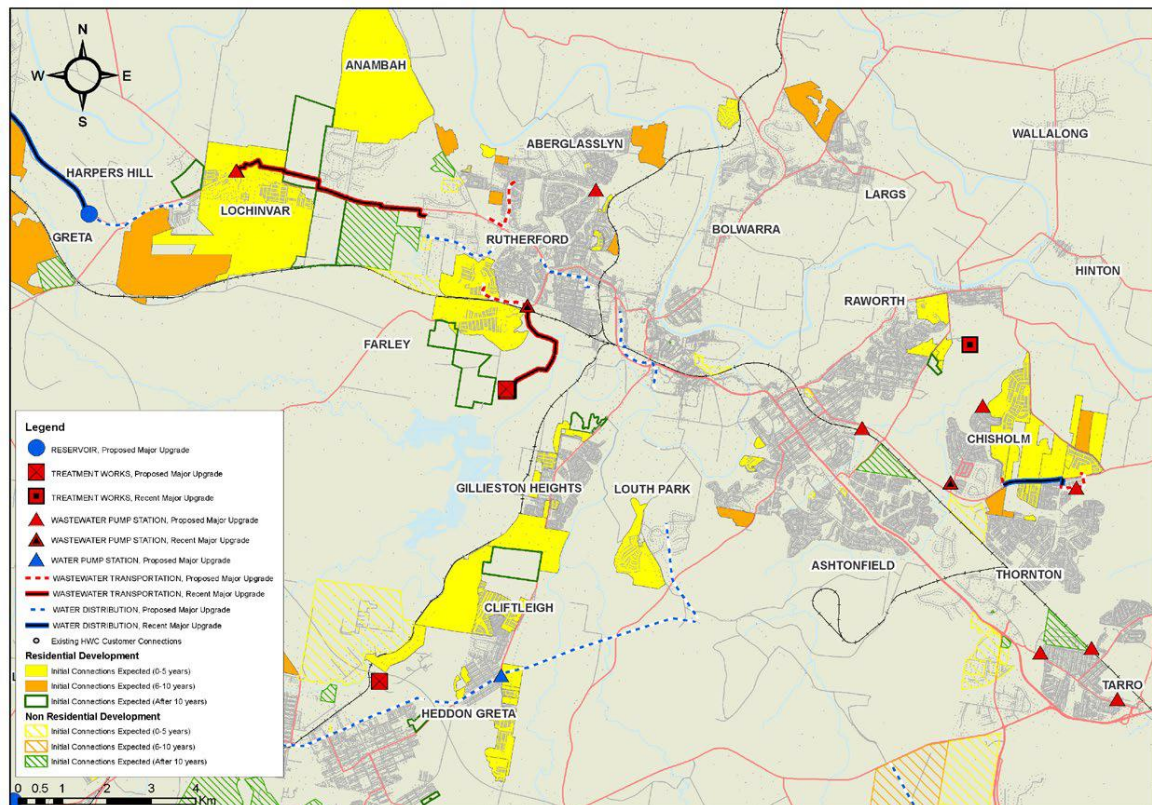 N
W
E
S
ANAMBAH
ABERGLASSLYN
WALLALONG
HARPERS HILL
LARGS
LOCHINVAR
BOLWARRA
GRETA
RUTHERFORD
HINTON
RAWORTH
FARLEY
CHISHOLM
GILLIESTON HEIGHTS
LOUTH PARK
ASHTONFIELD
THORNTON
CLIFTLEIGH
TARRO
HEDDON GRETA
Legend
RESERVOIR, Proposed Major Upgrade
TREATMENT WORKS, Proposed Major Upgrade
TREATMENT WORKS, Recent Major Upgrade
WASTEWATER PUMP STATION, Proposed Major Upgrade
WASTEWATER PUMP STATION, Recent Major Upgrade
WATER PUMP STATION, Proposed Major Upgrade
WASTEWATER TRANSPORTATION, Proposed Major Upgrade
WASTEWATER TRANSPORTATION, Recent Major Upgrade
WATER DISTRIBUTION, Proposed Major Upgrade
WATER DISTRIBUTION, Recent Major Upgrade
Existing HWC Customer Connections
Residential Development
Initial Connections Expected (0-5 years)
Initial Connections Expected (6-10 years)
Initial Connections Expected (After 10 years)
Non Residential Development
Initial Connections Expected (0-5 years)
Initial Connections Expected (6-10 years)
Initial Connections Expected (After 10 years)
0 0.5 1 2 3 4
Km